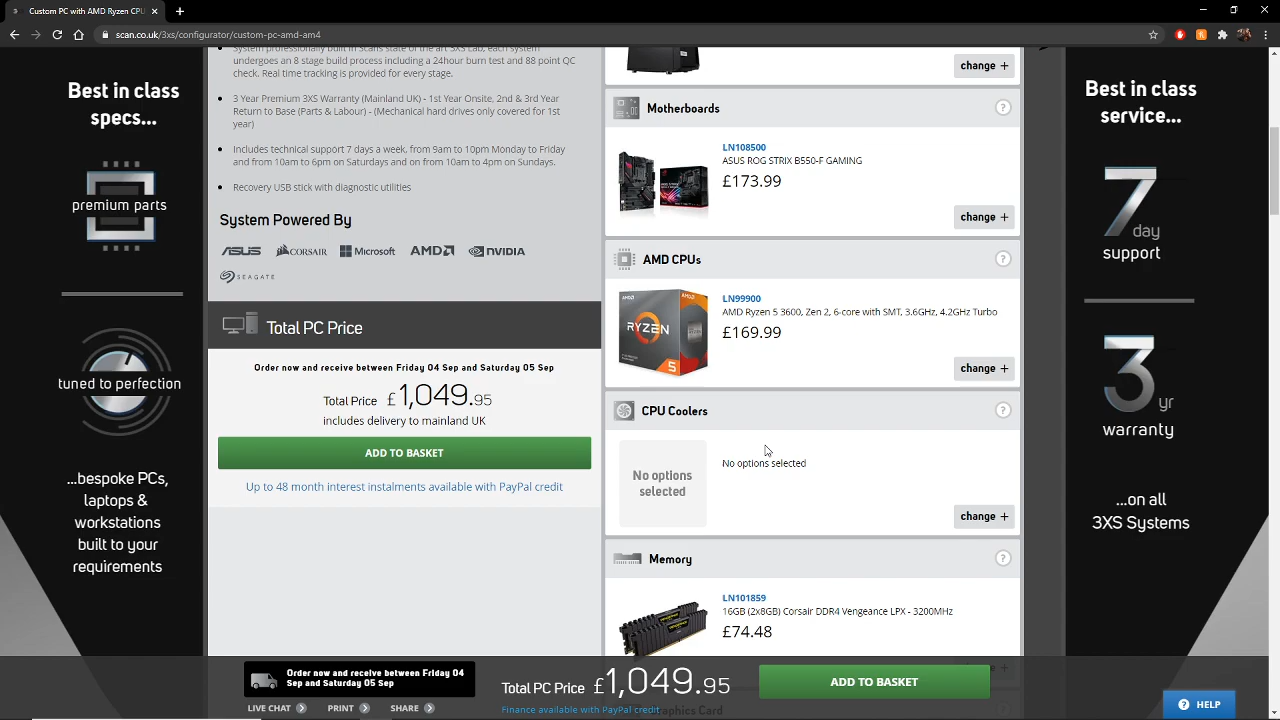 Custom PC with AMD Ryzen CPU
scan.co.uk/3xs/configurator/custom-pc-amd-am4
Best in class
specs...
premium parts
tuned to perfection
...bespoke PCs,
laptops &
workstations
built to your
requirements
System professionally built in Scans state of the art 3XS Lab, each system
undergoes an 8 stage build process including a 24hour burn test and 88 point QC
check. Real time tracking is provided for every stage.
3 Year Premium 3XS Warranty (Mainland UK) - 1st Year Onsite, 2nd & 3rd Year
Return to Base (Parts & Labour) - (Mechanical hard drives only covered for 1st
year)
Includes technical support 7 days a week, from 9am to 10pm Monday to Friday
and from 10am to 6pm on Saturdays and on from 10am to 4pm on Sundays.
Recovery USB stick with diagnostic utilities
System Powered By
ASUS CORSAIR Microsoft AMD NVIDIA
SEAGATE
Total PC Price
Order now and receive between Friday 04 Sep and Saturday 05 Sep
Total Price £1,049.95
includes delivery to mainland UK
ADD TO BASKET
Up to 48 month interest instalments available with PayPal credit
change +
Motherboards
?
LN108500
ASUS ROG STRIX B550-F GAMING
£173.99
change +
AMD CPUs
?
AMD
RYZEN
5
LN99900
AMD Ryzen 5 3600, Zen 2, 6-core with SMT, 3.6GHz, 4.2GHz Turbo
£169.99
change +
CPU Coolers
?
No options
selected
No options selected
change +
Memory
?
LN101859
16GB (2x8GB) Corsair DDR4 Vengeance LPX - 3200MHz
£74.48
Graphics Card
Best in class
service...
7
day
support
3
yr
warranty
...on all
3XS Systems
Order now and receive between Friday 04
Sep and Saturday 05 Sep
LIVE CHAT PRINT SHARE
Total PC Price £1,049.95
Finance available with PayPal credit
ADD TO BASKET
? HELP